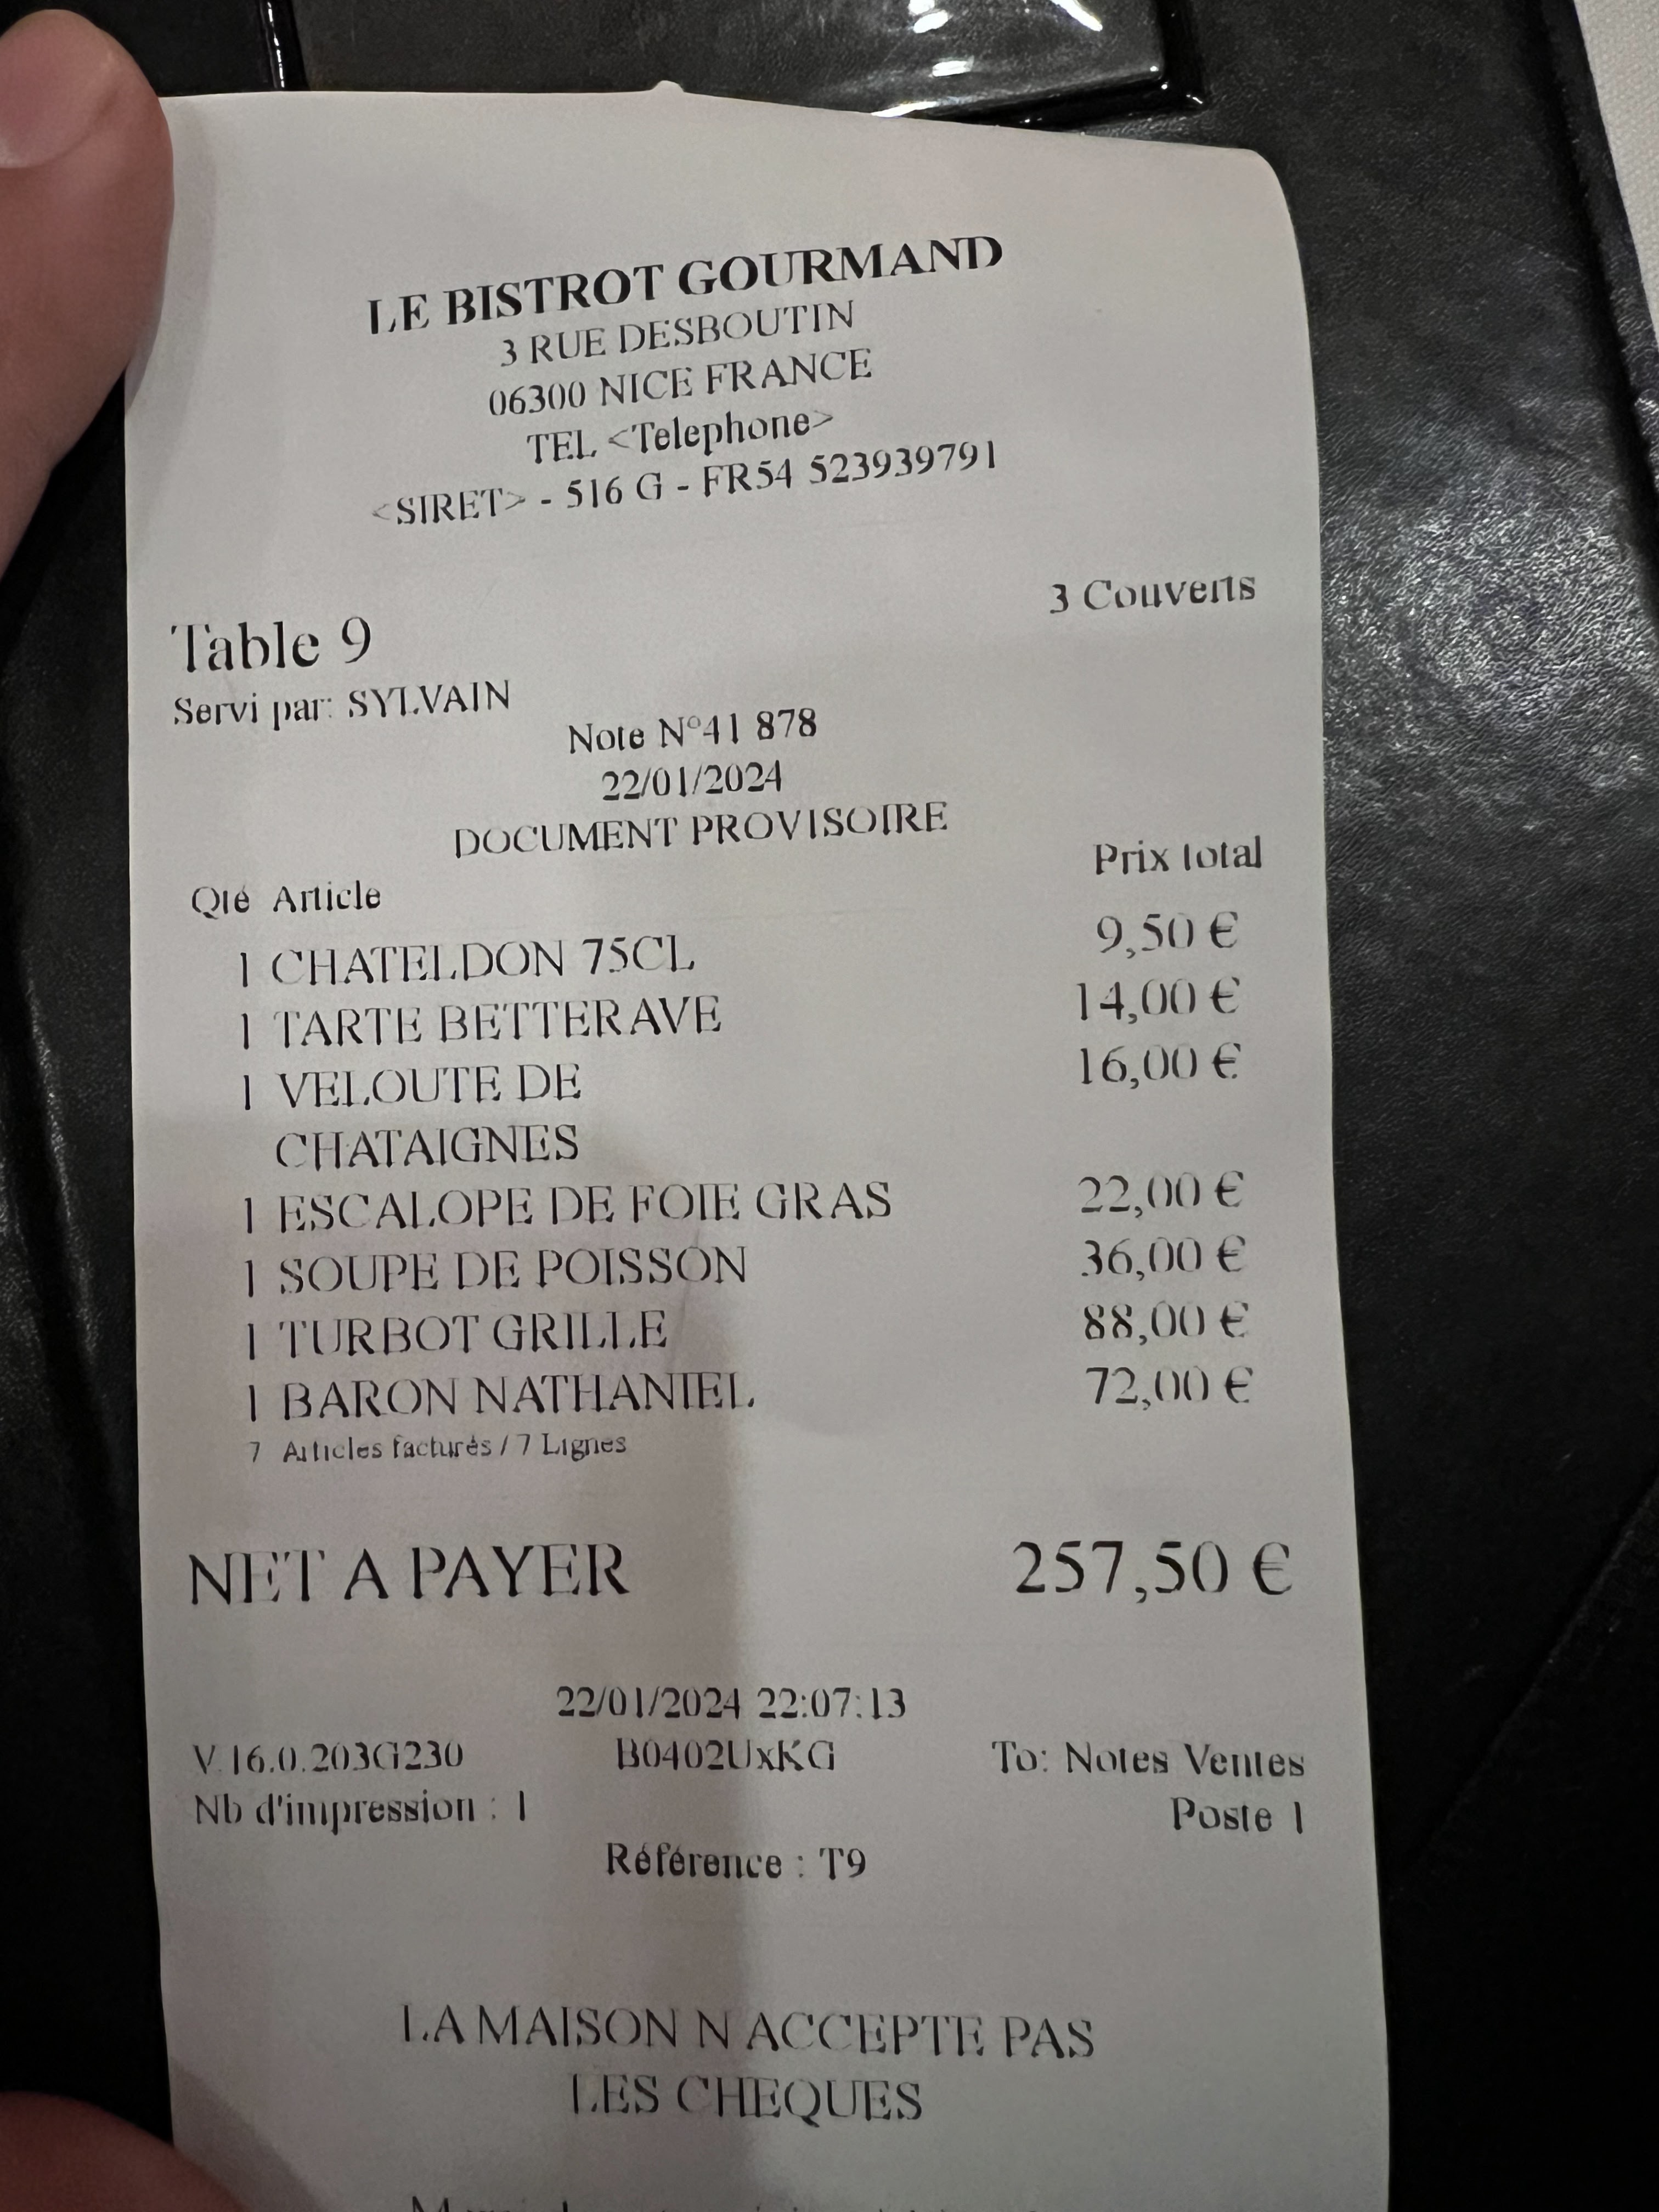 LE BISTROT GOURMAND
3 RUE DESBOUTIN
06300 NICE FRANCE
TEL <Telephone>
<SIRET> - 516 G - FR54 523939791
3 Couverts
Table 9
Servi par: SYLVAIN
Note N°41 878
22/01/2024
DOCUMENT PROVISOIRE
Qté Article Prix total
1 CHATELDON 75CL 9,50 €
1 TARTE BETTERAVE 14,00 €
1 VELOUTE DE 16,00 €
CHATAIGNES
1 ESCALOPE DE FOIE GRAS 22,00 €
1 SOUPE DE POISSON 36,00 €
1 TURBOT GRILLE 88,00 €
1 BARON NATHANIEL 72,00 €
7 Articles facturés / 7 Lignes
NET A PAYER 257,50 €
22/01/2024 22:07:13
V.16.0.203G230 B0402UxKG To: Notes Ventes
Nb d'impression : 1 Poste 1
Référence : T9
LA MAISON N ACCEPTE PAS
LES CHEQUES